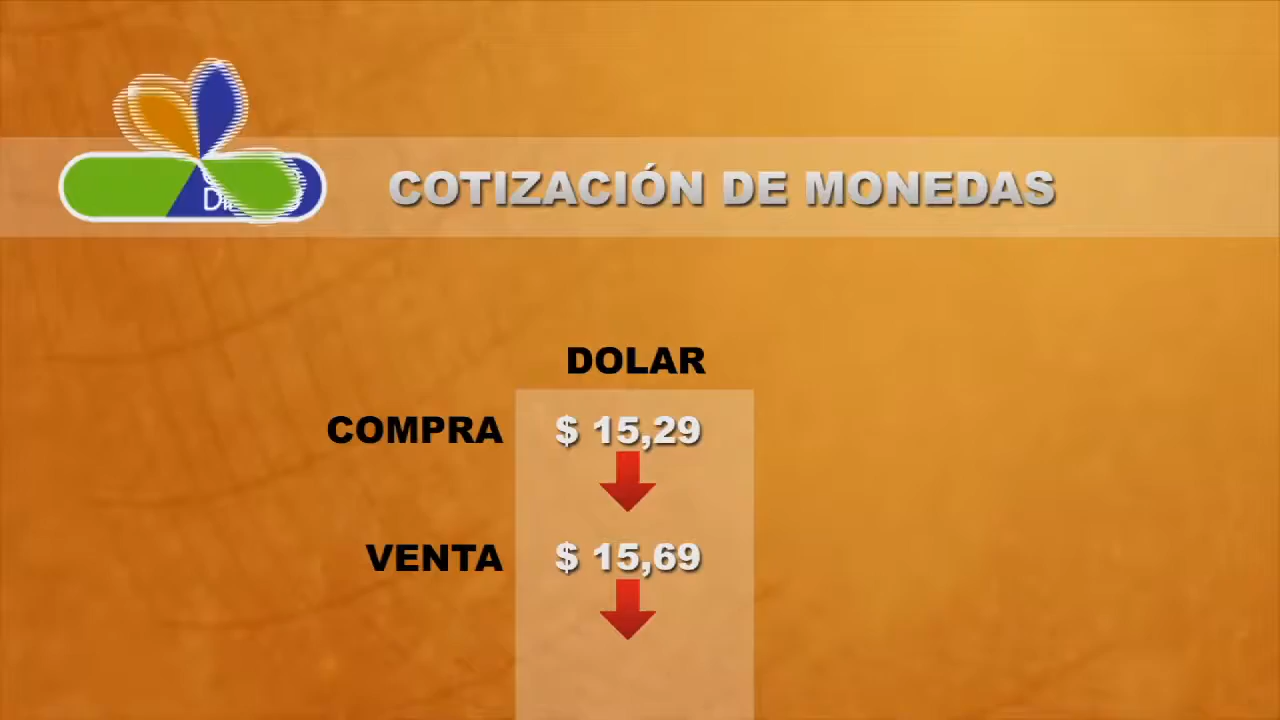 COTIZACIÓN DE MONEDAS
DOLAR
COMPRA $ 15,29
VENTA $ 15,69